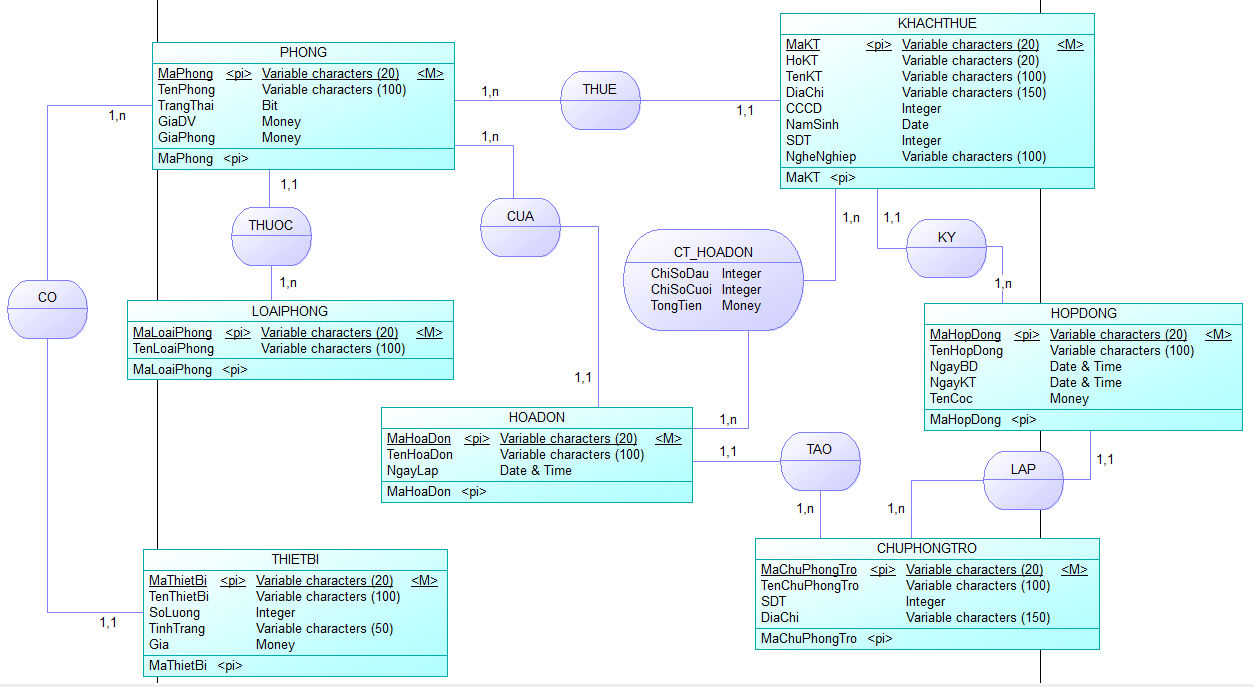 KHACHTHUE
MaKT <pi> Variable characters (20) <M>
HoKT Variable characters (20)
TenKT Variable characters (100)
DiaChi Variable characters (150)
CCCD Integer
NamSinh Date
SDT Integer
NgheNghiep Variable characters (100)
MaKT <pi>
PHONG
MaPhong <pi> Variable characters (20) <M>
TenPhong Variable characters (100)
TrangThai Bit
GiaDV Money
GiaPhong Money
MaPhong <pi>
1,n
THUE
1,1
1,n
1,n
1,1
THUOC
1,n
CUA
1,1
1,n
1,1
KY
1,n
CT_HOADON
ChiSoDau Integer
ChiSoCuoi Integer
TongTien Money
CO
LOAIPHONG
MaLoaiPhong <pi> Variable characters (20) <M>
TenLoaiPhong Variable characters (100)
MaLoaiPhong <pi>
HOPDONG
MaHopDong <pi> Variable characters (20) <M>
TenHopDong Variable characters (100)
NgayBD Date & Time
NgayKT Date & Time
TenCoc Money
MaHopDong <pi>
HOADON
MaHoaDon <pi> Variable characters (20) <M>
TenHoaDon Variable characters (100)
NgayLap Date & Time
MaHoaDon <pi>
1,n
1,1
TAO
1,n
1,1
LAP
1,n
CHUPHONGTRO
MaChuPhongTro <pi> Variable characters (20) <M>
TenChuPhongTro Variable characters (100)
SDT Integer
DiaChi Variable characters (150)
MaChuPhongTro <pi>
THIETBI
MaThietBi <pi> Variable characters (20) <M>
TenThietBi Variable characters (100)
SoLuong Integer
TinhTrang Variable characters (50)
Gia Money
MaThietBi <pi>
1,1